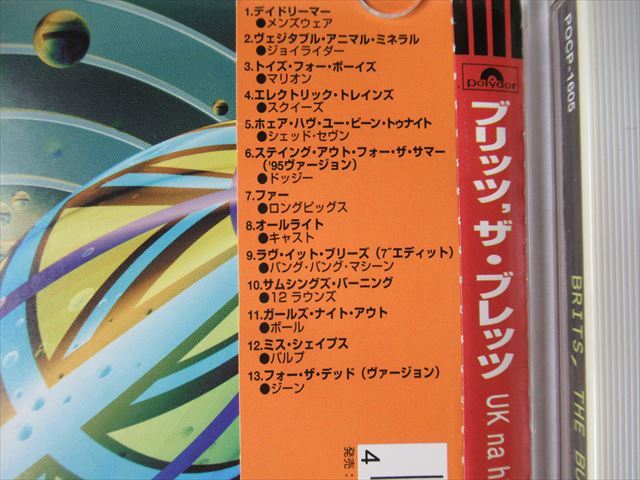 1.デイドリーマー
●メンズウェア
2.ヴェジタブル・アニマル・ミネラル
●ジョイライダー
3.トイズ・フォー・ボーイズ
●マリオン
4.エレクトリック・トレインズ
●スクイーズ
5.ホェア・ハヴ・ユー・ビーン・トゥナイト
●シェッド・セヴン
6.ステイング・アウト・フォー・ザ・サマー
('95ヴァージョン)
●ドッジー
7.ファー
●ロングピッグス
8.オールライト
●キャスト
9.ラヴ・イット・ブリーズ (7"エディット)
●バング・バング・マシーン
10.サムシングズ・バーニング
●12 ラウンズ
11.ガールズ・ナイト・アウト
●ボール
12.ミス・シェイプス
●パルプ
13.フォー・ザ・デッド (ヴァージョン)
●ジーン
発売:
4
polydor
ブリッツ,ザ・ブレッツ
UK na h
POCP-1605
BRITS, THE BU